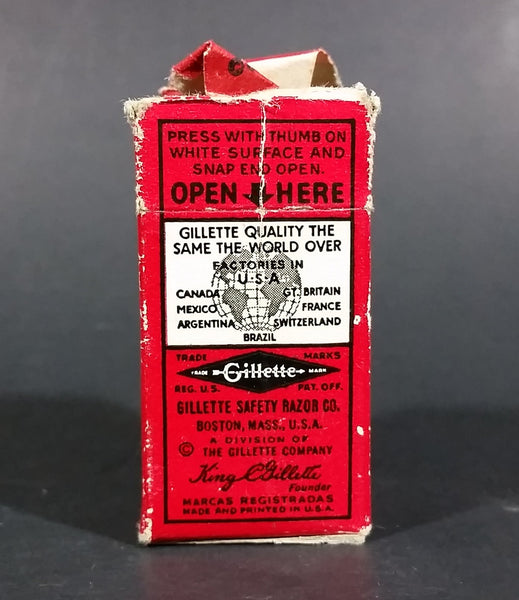 PRESS WITH THUMB ON
WHITE SURFACE AND
SNAP END OPEN.
OPEN HERE
GILLETTE QUALITY THE
SAME THE WORLD OVER
FACTORIES IN
U·S·A
CANADA GT. BRITAIN
MEXICO FRANCE
ARGENTINA SWITZERLAND
BRAZIL
TRADE MARKS
TRADE Gillette MARK
REG. U.S. PAT. OFF.
GILLETTE SAFETY RAZOR CO.
BOSTON, MASS., U.S.A.
A DIVISION OF
© THE GILLETTE COMPANY
King C Gillette
Founder
MARCAS REGISTRADAS
MADE AND PRINTED IN U.S.A.